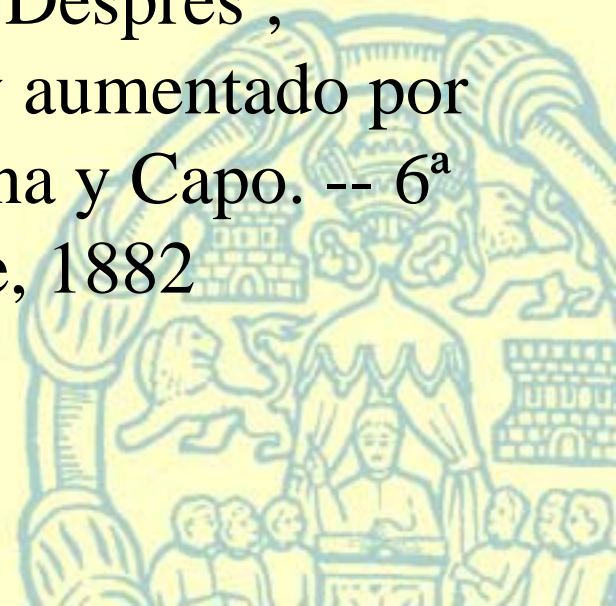 Despres ,
y aumentado por
na y Capo. -- 6ª
e, 1882